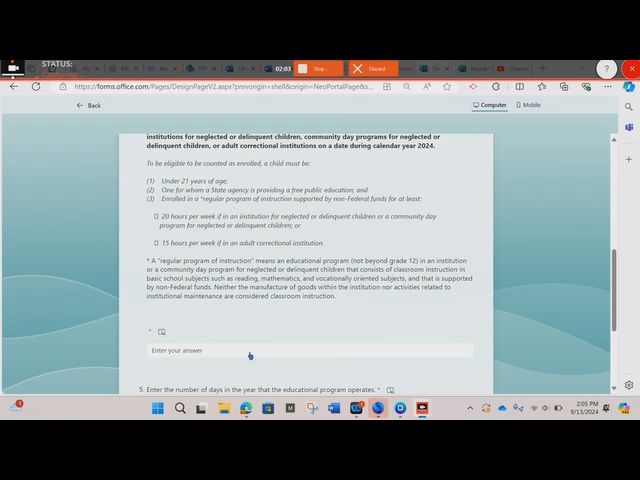 STATUS:
02:03
Stop...
Discard
?
https://forms.office.com/Pages/DesignPageV2.aspx?prevorigin=shell&origin=NeoPortalPage&s...
Back
Computer
Mobile
institutions for neglected or delinquent children, community day programs for neglected or
delinquent children, or adult correctional institutions on a date during calendar year 2024.
To be eligible to be counted as enrolled, a child must be:
(1) Under 21 years of age;
(2) One for whom a State agency is providing a free public education; and
(3) Enrolled in a *regular program of instruction supported by non-Federal funds for at least:
20 hours per week if in an institution for neglected or delinquent children or a community day
program for neglected or delinquent children; or
15 hours per week if in an adult correctional institution.
* A "regular program of instruction" means an educational program (not beyond grade 12) in an institution
or a community day program for neglected or delinquent children that consists of classroom instruction in
basic school subjects such as reading, mathematics, and vocationally oriented subjects, and that is supported
by non-Federal funds. Neither the manufacture of goods within the institution nor activities related to
institutional maintenance are considered classroom instruction.
*
Enter your answer
5. Enter the number of days in the year that the educational program operates. *
2:05 PM
9/13/2024